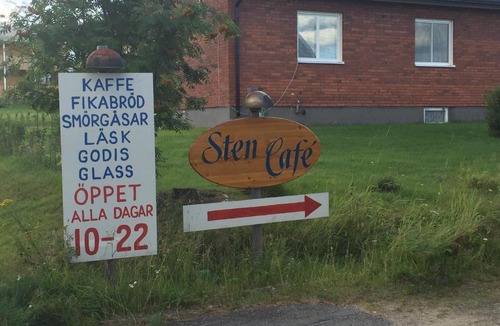 KAFFE
FIKABRÖD
SMÖRGÅSAR
LÄSK
GODIS
GLASS
ÖPPET
ALLA DAGAR
10-22
Sten Café